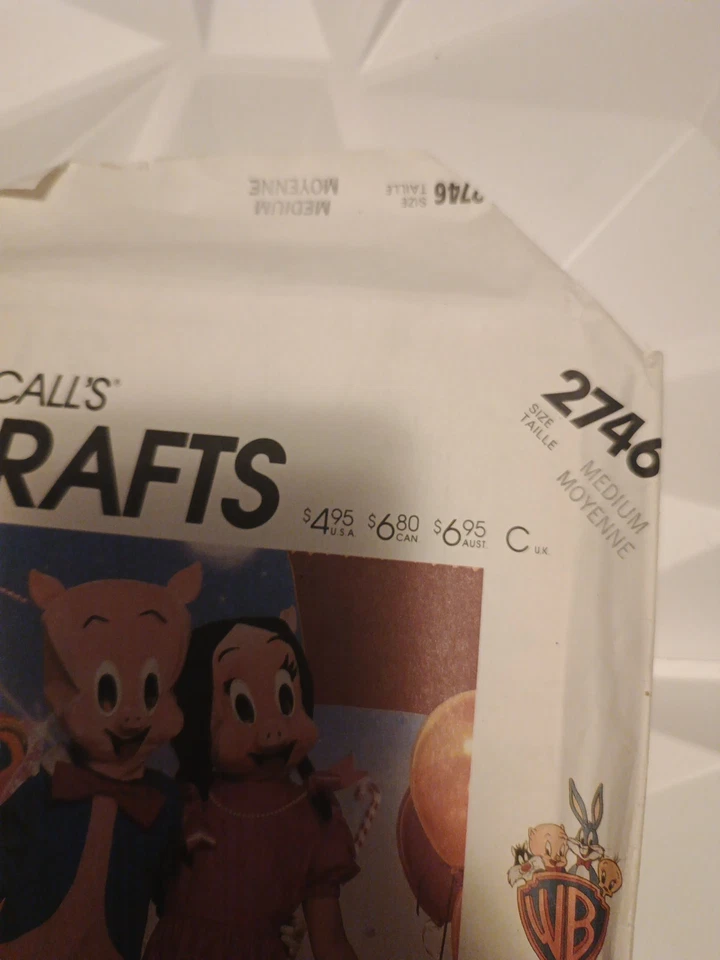 2746 SIZE TAILLE MEDIUM MOYENNE
CALL'S
RAFTS
$4.95 U.S.A. $6.80 CAN. $6.95 AUST. C U.K.
2746
SIZE
TAILLE
MEDIUM
MOYENNE
WB